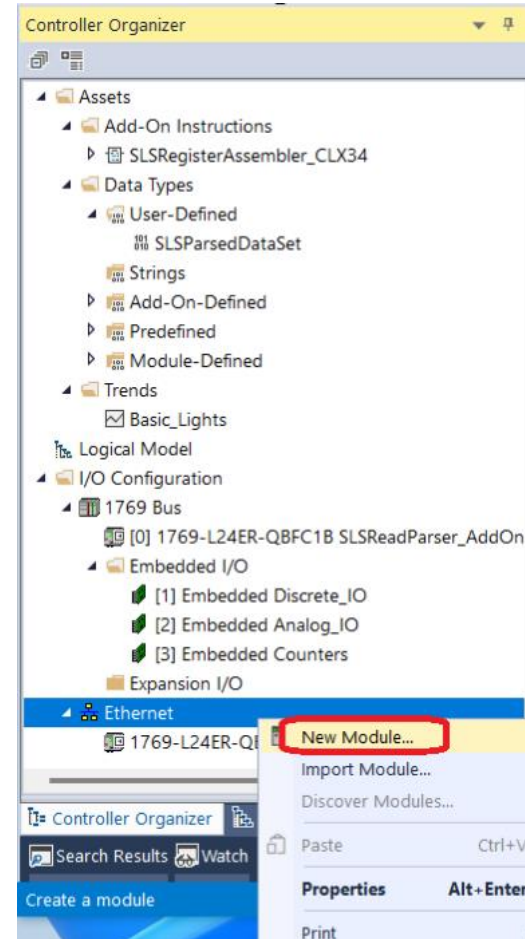 Controller Organizer
Assets
Add-On Instructions
SLSRegisterAssembler_CLX34
Data Types
User-Defined
SLSParsedDataSet
Strings
Add-On-Defined
Predefined
Module-Defined
Trends
Basic_Lights
Logical Model
I/O Configuration
1769 Bus
[0] 1769-L24ER-QBFC1B SLSReadParser_AddOn
Embedded I/O
[1] Embedded Discrete_IO
[2] Embedded Analog_IO
[3] Embedded Counters
Expansion I/O
Ethernet
1769-L24ER-QI
New Module...
Import Module...
Discover Modules...
Controller Organizer
Paste Ctrl+V
Search Results Watch
Properties Alt+Enter
Create a module
Print